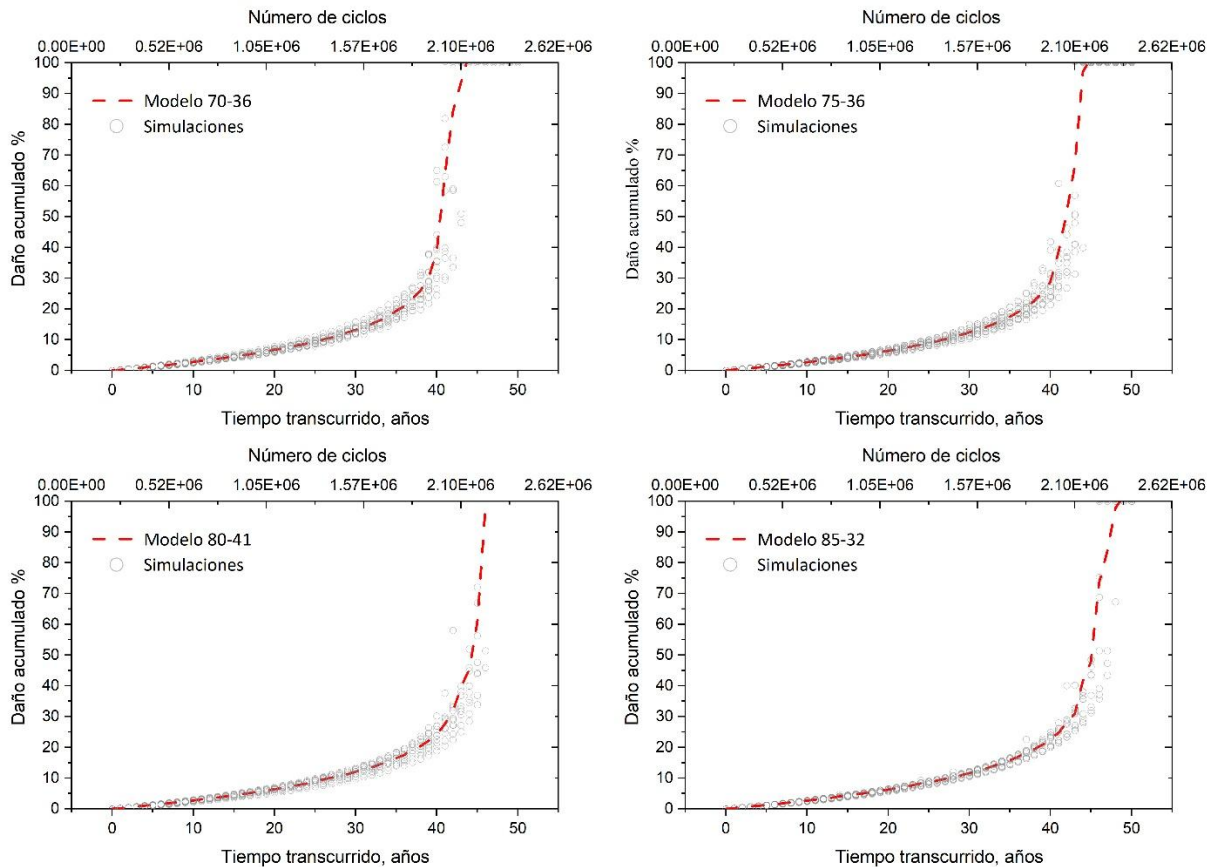 Número de ciclos
0.00E+00 0.52E+06 1.05E+06 1.57E+06 2.10E+06 2.62E+06
100
90
80
70
60
50
40
30
20
10
0
Daño acumulado %
Modelo 70-36
Simulaciones
0 10 20 30 40 50
Tiempo transcurrido, años
Número de ciclos
0.00E+00 0.52E+06 1.05E+06 1.57E+06 2.10E+06 2.62E+06
100
90
80
70
60
50
40
30
20
10
0
Daño acumulado %
Modelo 75-36
Simulaciones
0 10 20 30 40 50
Tiempo transcurrido, años
Número de ciclos
0.00E+00 0.52E+06 1.05E+06 1.57E+06 2.10E+06 2.62E+06
100
90
80
70
60
50
40
30
20
10
0
Daño acumulado %
Modelo 80-41
Simulaciones
0 10 20 30 40 50
Tiempo transcurrido, años
Número de ciclos
0.00E+00 0.52E+06 1.05E+06 1.57E+06 2.10E+06 2.62E+06
100
90
80
70
60
50
40
30
20
10
0
Daño acumulado %
Modelo 85-32
Simulaciones
0 10 20 30 40 50
Tiempo transcurrido, años